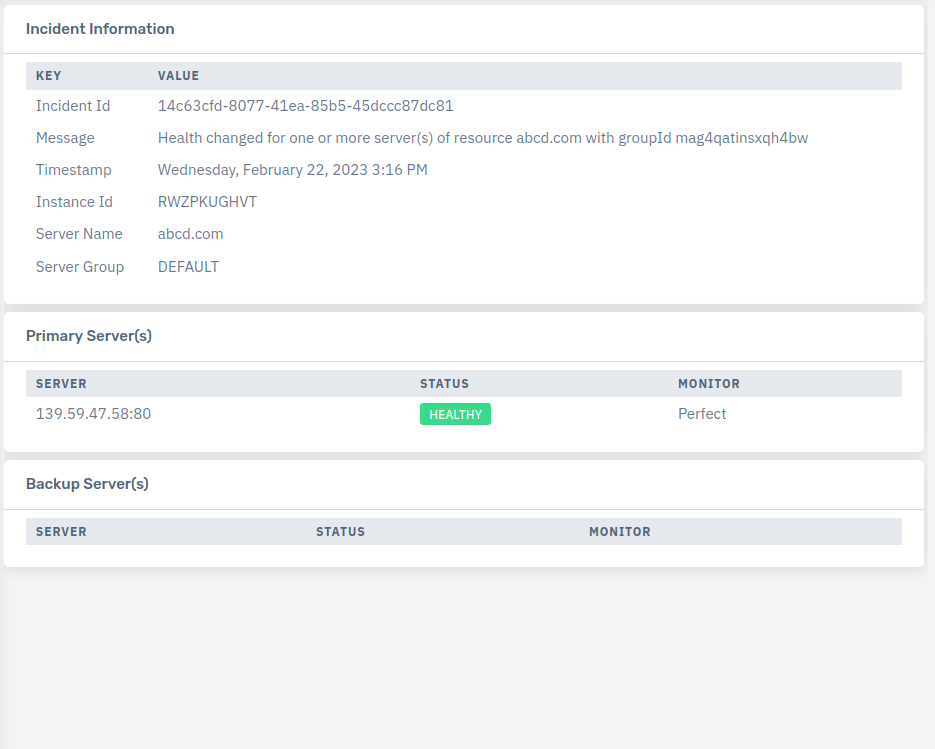 Incident Information
KEY VALUE
Incident Id 14c63cfd-8077-41ea-85b5-45dccc87dc81
Message Health changed for one or more server(s) of resource abcd.com with groupId mag4qatinsxqh4bw
Timestamp Wednesday, February 22, 2023 3:16 PM
Instance Id RWZPKUGHVT
Server Name abcd.com
Server Group DEFAULT
Primary Server(s)
SERVER STATUS MONITOR
139.59.47.58:80 HEALTHY Perfect
Backup Server(s)
SERVER STATUS MONITOR